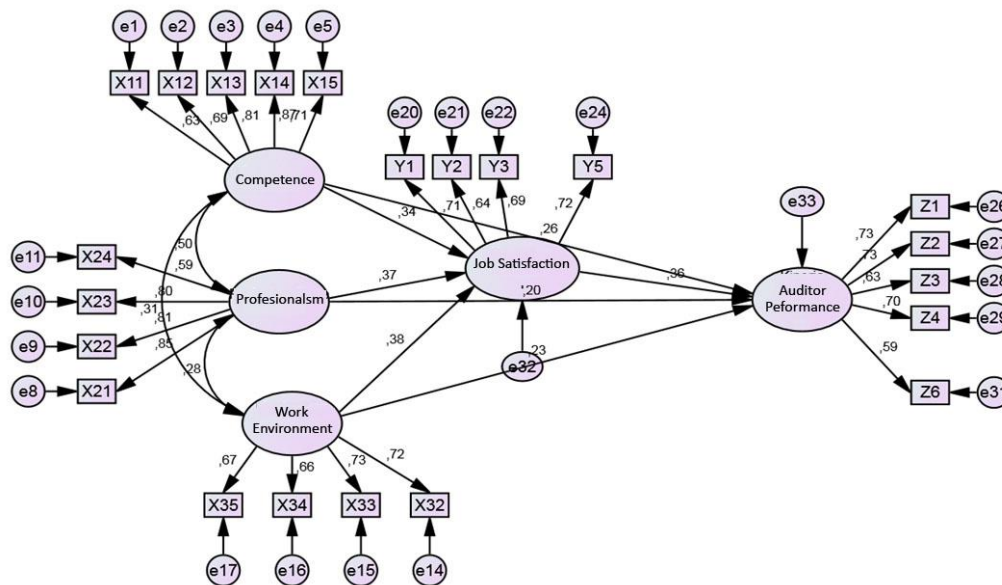 e1
e2
e3
e4
e5
X11
X12
X13
X14
X15
,63
,69
,81
,87
,71
Competence
e20
e21
e22
e24
Y1
Y2
Y3
Y5
,71
,64
,69
,72
,34
,26
Job Satisfaction
e33
Auditor
Peformance
Z1
Z2
Z3
Z4
Z6
e26
e27
e28
e29
e31
,73
,73
,63
,70
,59
,50
e11
X24
,59
e10
X23
,80
,31
e9
X22
,81
e8
X21
,85
Profesionalsm
,37
,20
,36
,28
,38
,23
e32
Work
Environment
,67
,66
,73
,72
X35
X34
X33
X32
e17
e16
e15
e14